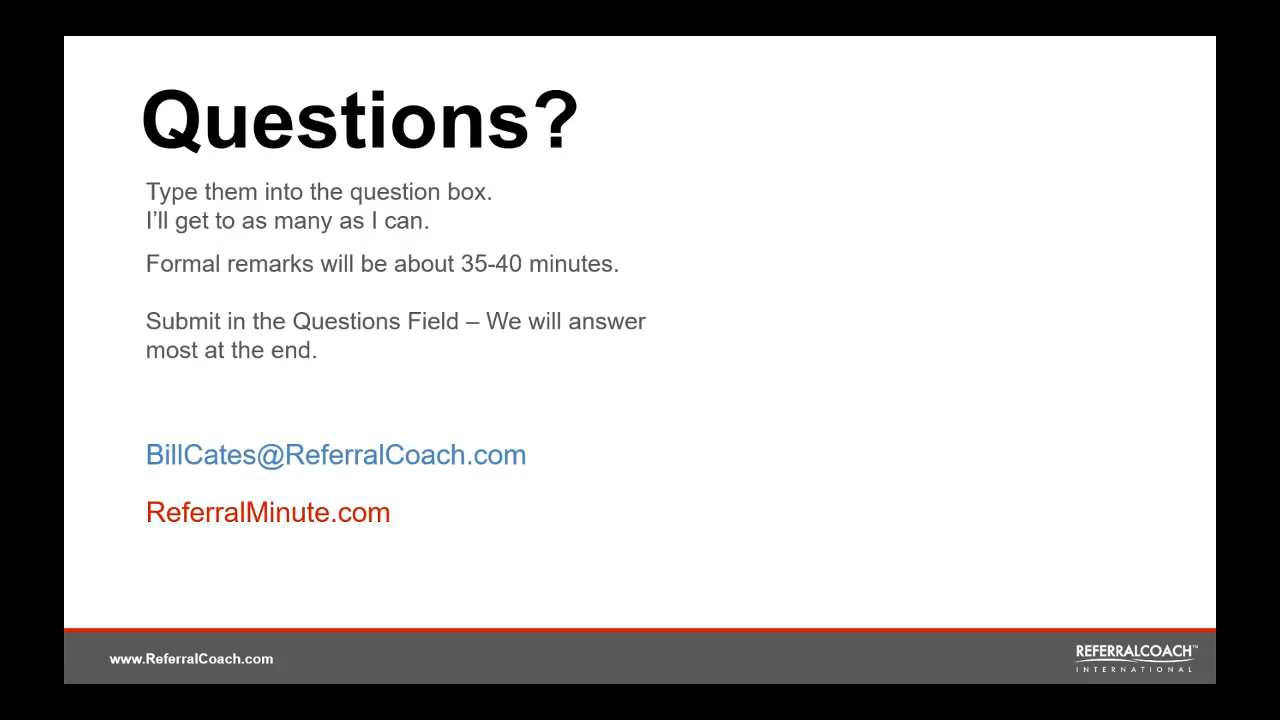 Questions?
Type them into the question box.
I’ll get to as many as I can.
Formal remarks will be about 35-40 minutes.
Submit in the Questions Field – We will answer
most at the end.
BillCates@ReferralCoach.com
ReferralMinute.com
www.ReferralCoach.com
REFERRALCOACH™
INTERNATIONAL